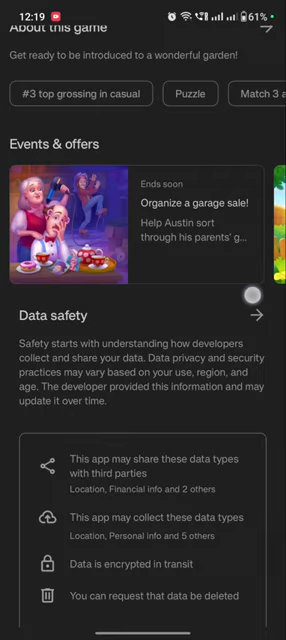 12:19
61%
About this game
Get ready to be introduced to a wonderful garden!
#3 top grossing in casual
Puzzle
Match 3 a
Events & offers
Ends soon
Organize a garage sale!
Help Austin sort
through his parents' g...
Data safety
Safety starts with understanding how developers
collect and share your data. Data privacy and security
practices may vary based on your use, region, and
age. The developer provided this information and may
update it over time.
This app may share these data types
with third parties
Location, Financial info and 2 others
This app may collect these data types
Location, Personal info and 5 others
Data is encrypted in transit
You can request that data be deleted